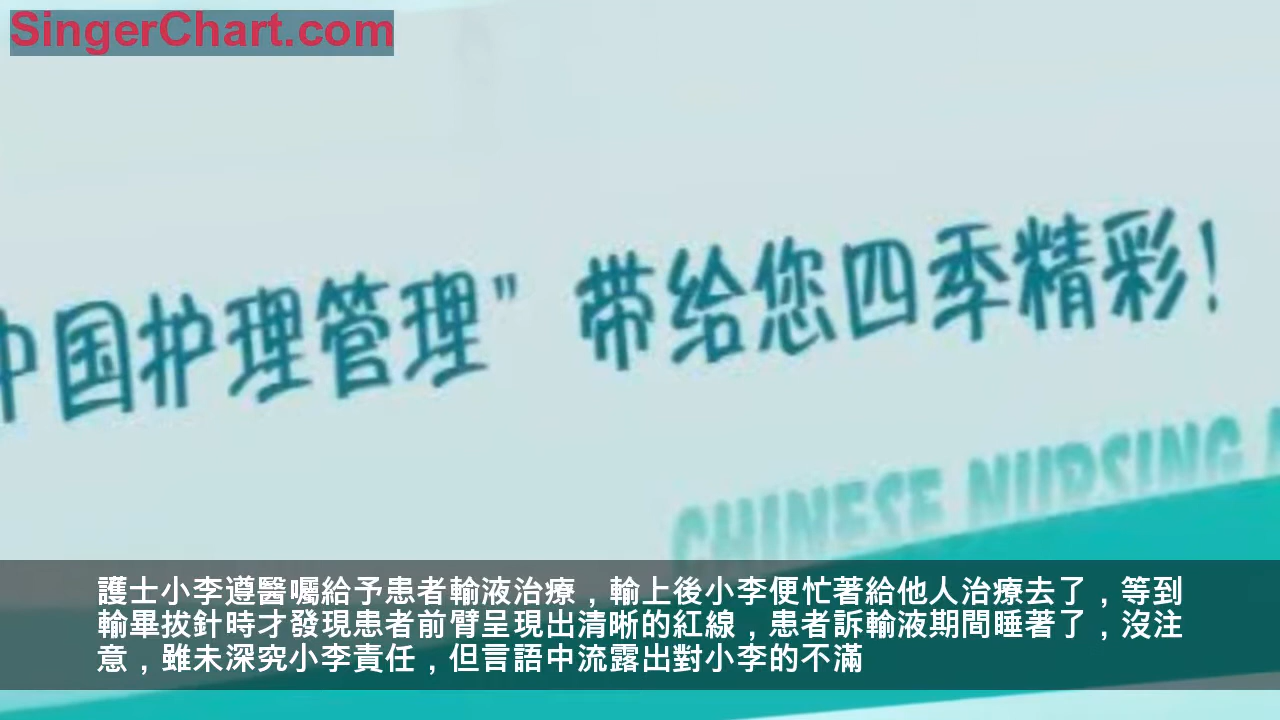 SingerChart.com
中国护理管理” 带给您四季精彩!
CHINESE NURSING
護士小李遵醫囑給予患者輸液治療，輸上後小李便忙著給他人治療去了，等到
輸畢拔針時才發現患者前臂呈現出清晰的紅線，患者訴輸液期間睡著了，沒注
意，雖未深究小李責任，但言語中流露出對小李的不滿